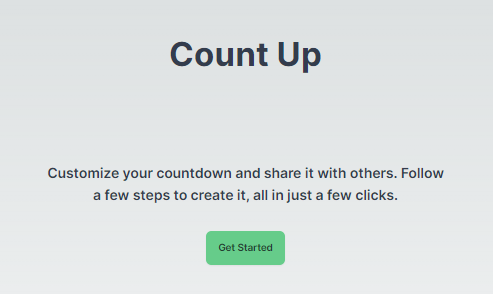 Count Up
Customize your countdown and share it with others. Follow
a few steps to create it, all in just a few clicks.
Get Started